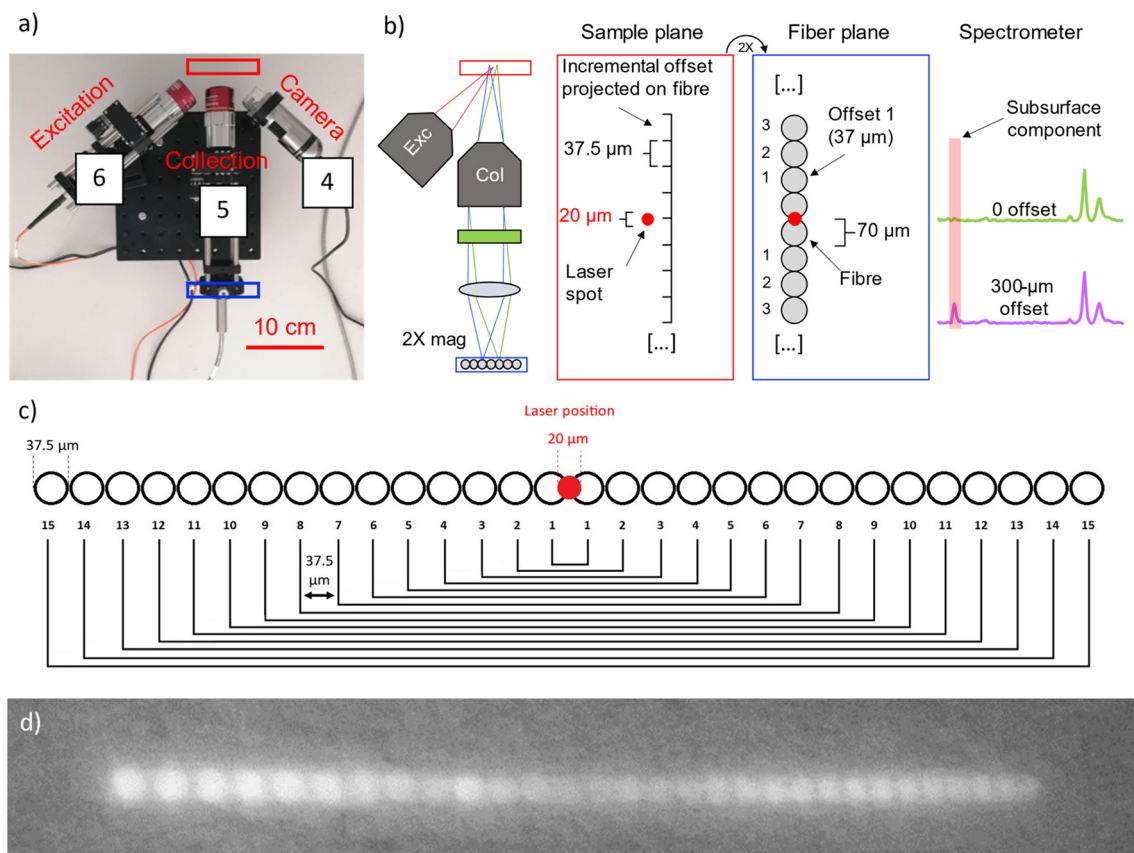 a)
Excitation
Camera
Collection
6
5
4
10 cm
b)
Exc
Col
2X mag
Sample plane
2X
Fiber plane
Spectrometer
Incremental offset
projected on fibre
37.5 µm
20 µm
Laser
spot
[...]
[...]
3
2
1
1
2
3
[...]
Offset 1
(37 µm)
70 µm
Fibre
Subsurface
component
0 offset
300-µm
offset
c)
Laser position
37.5 µm
20 µm
15 14 13 12 11 10 9 8 7 6 5 4 3 2 1 1 2 3 4 5 6 7 8 9 10 11 12 13 14 15
37.5
µm
d)